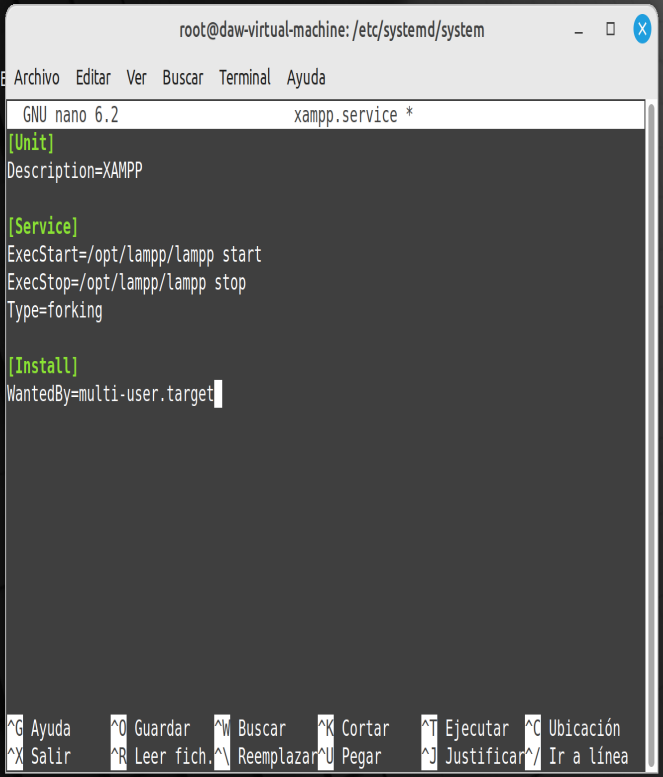 root@daw-virtual-machine: /etc/systemd/system
Archivo Editar Ver Buscar Terminal Ayuda
GNU nano 6.2 xampp.service *
[Unit]
Description=XAMPP
[Service]
ExecStart=/opt/lampp/lampp start
ExecStop=/opt/lampp/lampp stop
Type=forking
[Install]
WantedBy=multi-user.target
^G Ayuda ^O Guardar ^W Buscar ^K Cortar ^T Ejecutar ^C Ubicación
^X Salir ^R Leer fich. ^\ Reemplazar ^U Pegar ^J Justificar ^/ Ir a línea